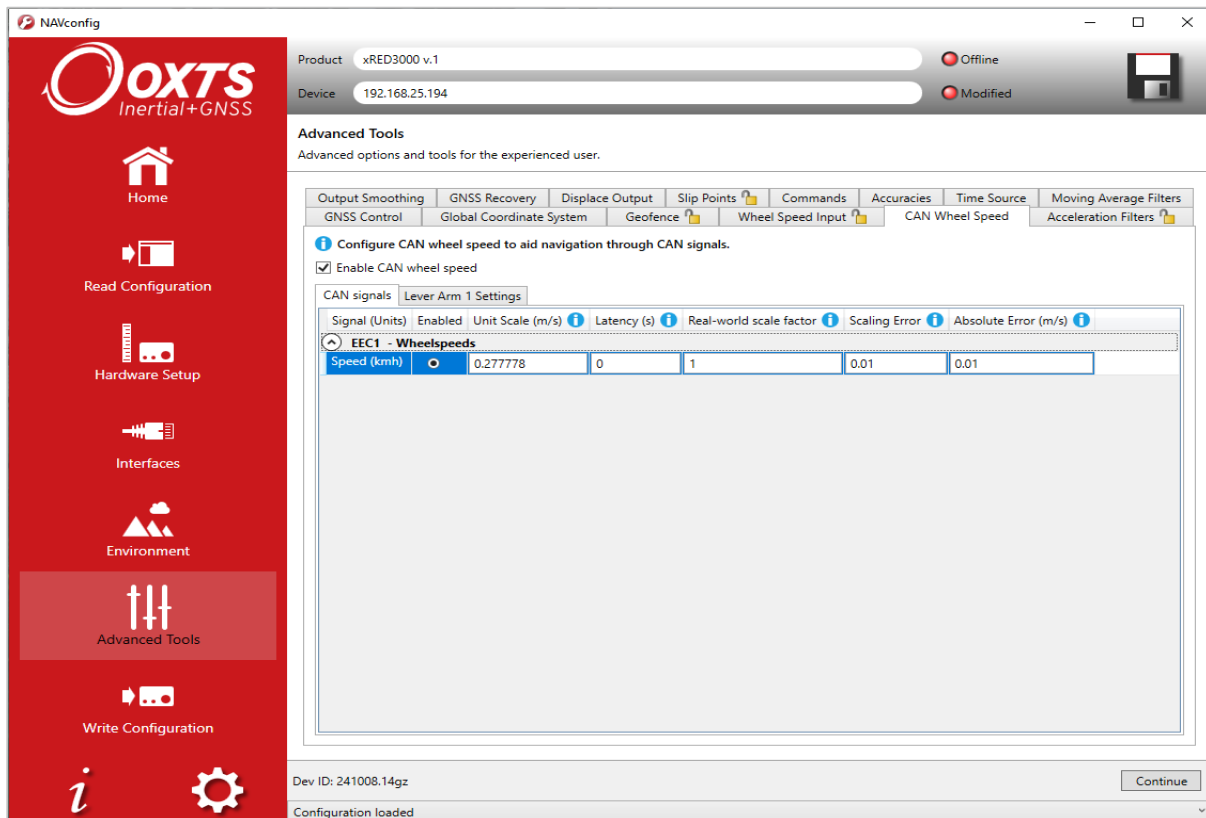 NAVconfig
OXTS
Inertial+GNSS
Home
Read Configuration
Hardware Setup
Interfaces
Environment
Advanced Tools
Write Configuration
Product xRED3000 v.1 Offline
Device 192.168.25.194 Modified
Advanced Tools
Advanced options and tools for the experienced user.
Output Smoothing GNSS Recovery Displace Output Slip Points Commands Accuracies Time Source Moving Average Filters
GNSS Control Global Coordinate System Geofence Wheel Speed Input CAN Wheel Speed Acceleration Filters
Configure CAN wheel speed to aid navigation through CAN signals.
Enable CAN wheel speed
CAN signals Lever Arm 1 Settings
Signal (Units) Enabled Unit Scale (m/s) Latency (s) Real-world scale factor Scaling Error Absolute Error (m/s)
EEC1 - Wheelspeeds
Speed (kmh) 0.277778 0 1 0.01 0.01
Dev ID: 241008.14gz Continue
Configuration loaded